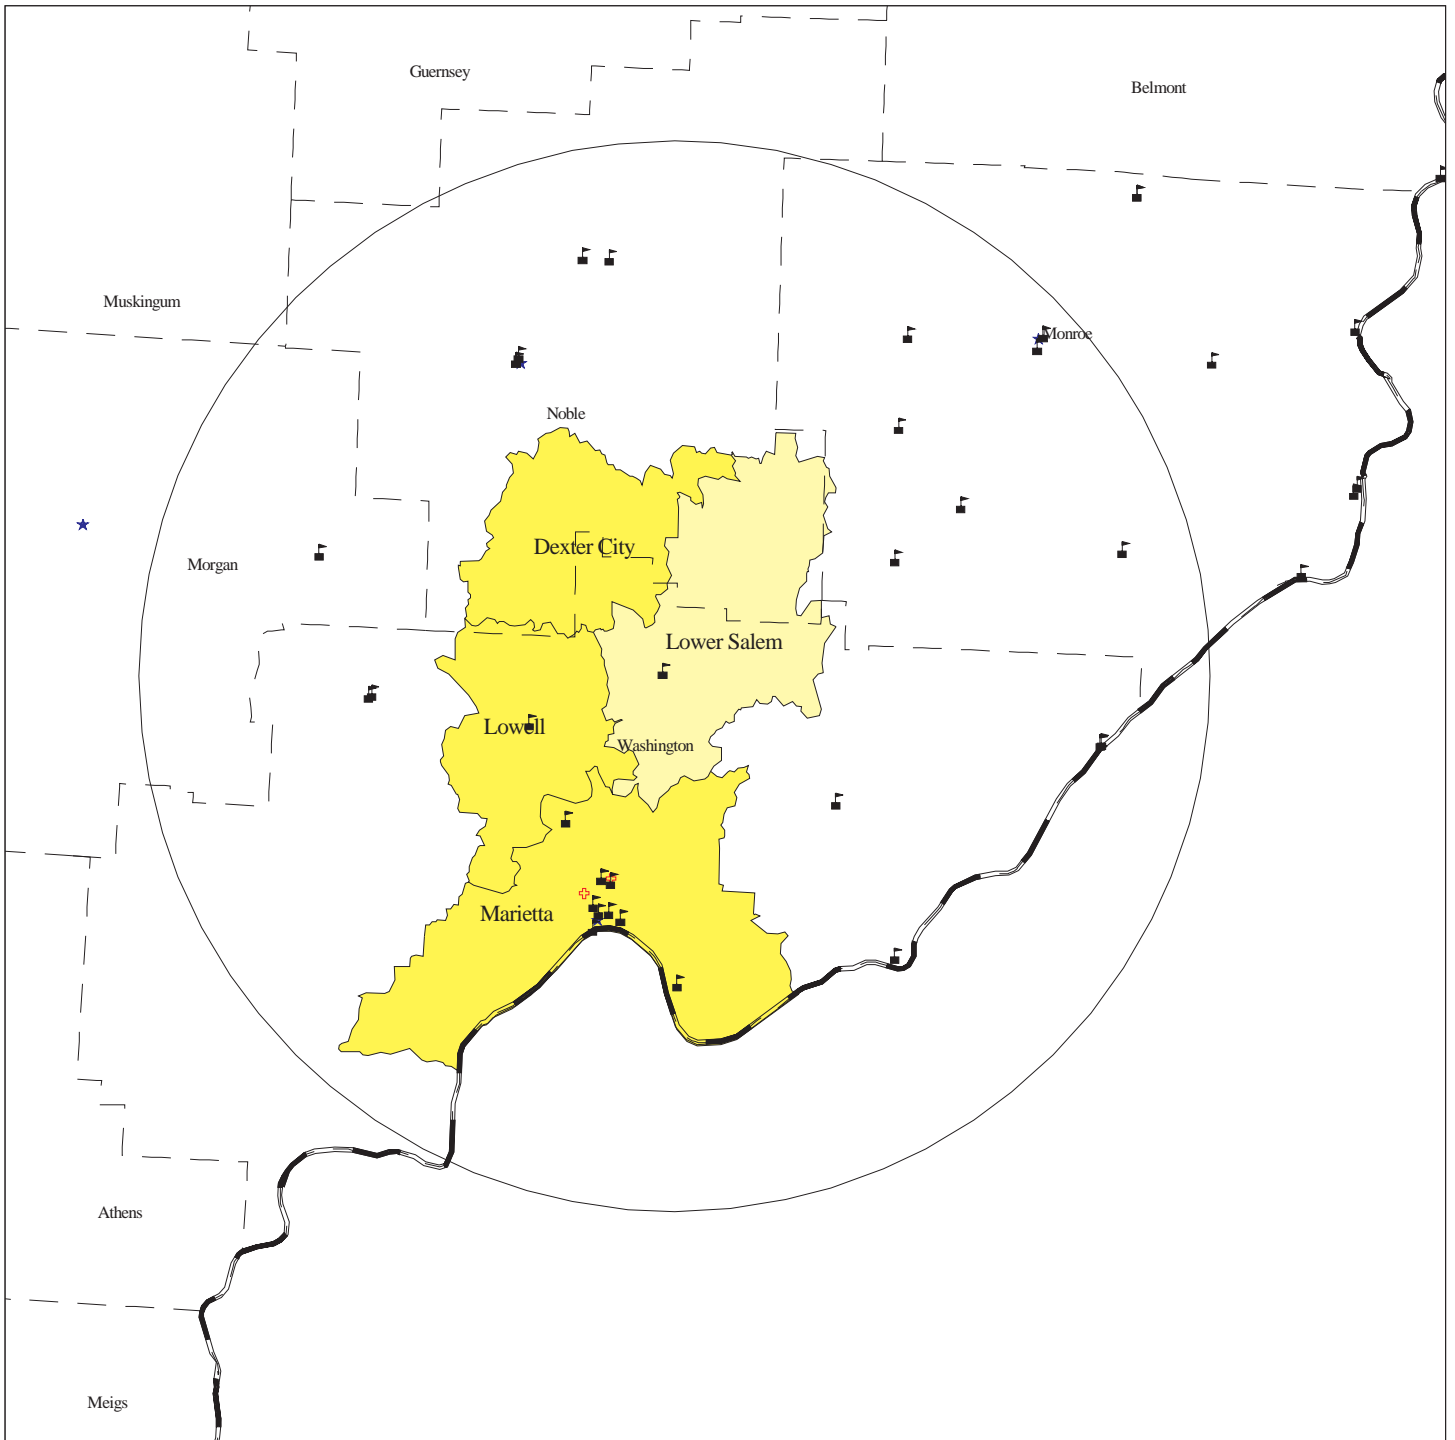 Guernsey
Belmont
Muskingum
Monroe
Noble
Dexter City
Morgan
Lower Salem
Lowell
Washington
Marietta
Athens
Meigs